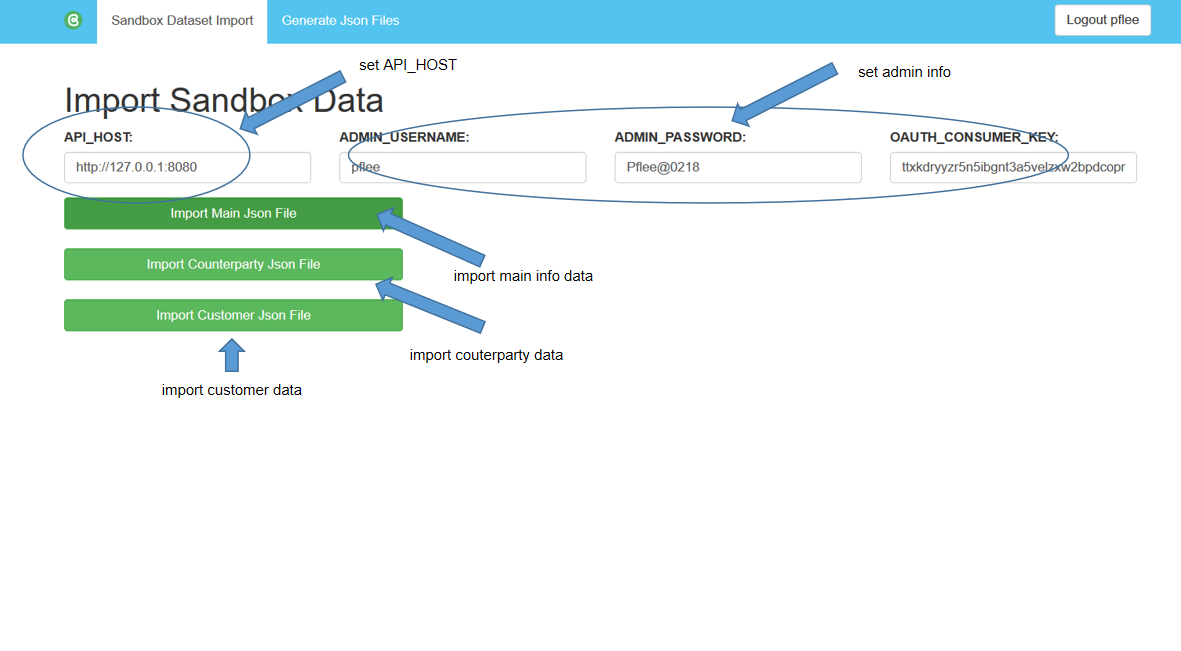 Sandbox Dataset Import
Generate Json Files
Logout pflee
set API_HOST
set admin info
Import Sandbox Data
API_HOST:
ADMIN_USERNAME:
ADMIN_PASSWORD:
OAUTH_CONSUMER_KEY:
http://127.0.0.1:8080
pflee
Pflee@0218
ttxkdryyzr5n5ibgnt3a5velzxw2bpdcopr
Import Main Json File
Import Counterparty Json File
import main info data
Import Customer Json File
import couterparty data
import customer data